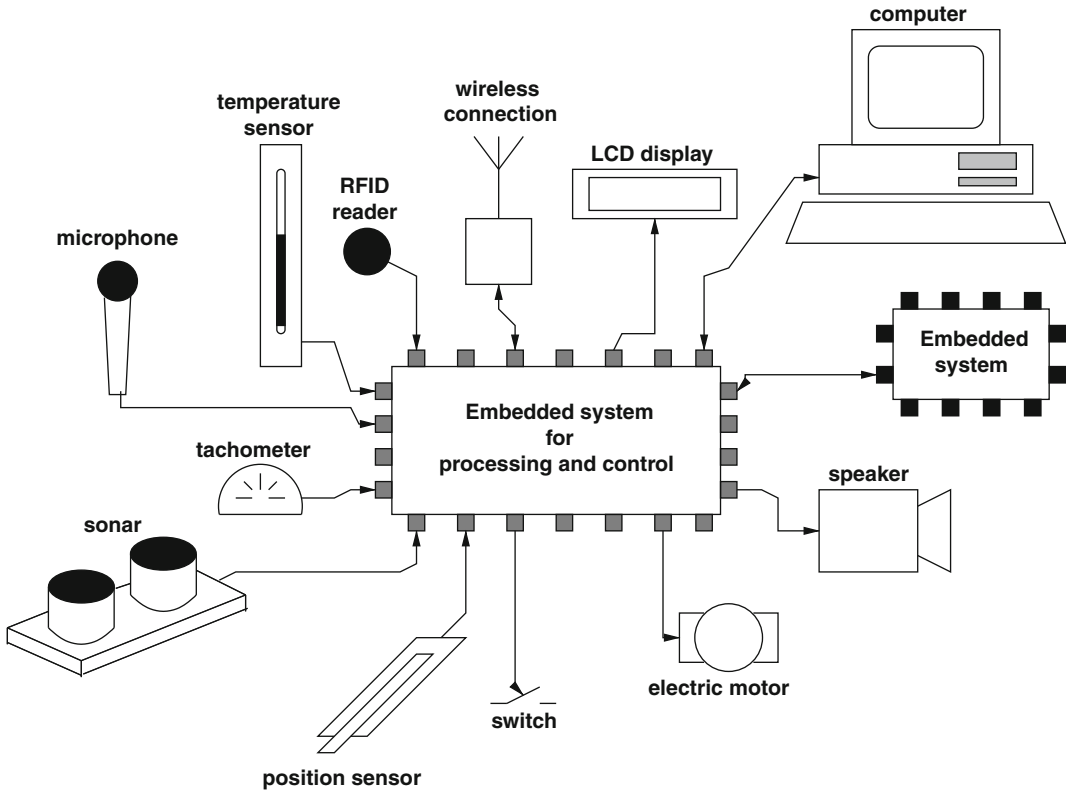 computer
wireless
connection
temperature
sensor
LCD display
RFID
reader
microphone
Embedded
system
Embedded system
for
processing and control
tachometer
speaker
sonar
electric motor
switch
position sensor